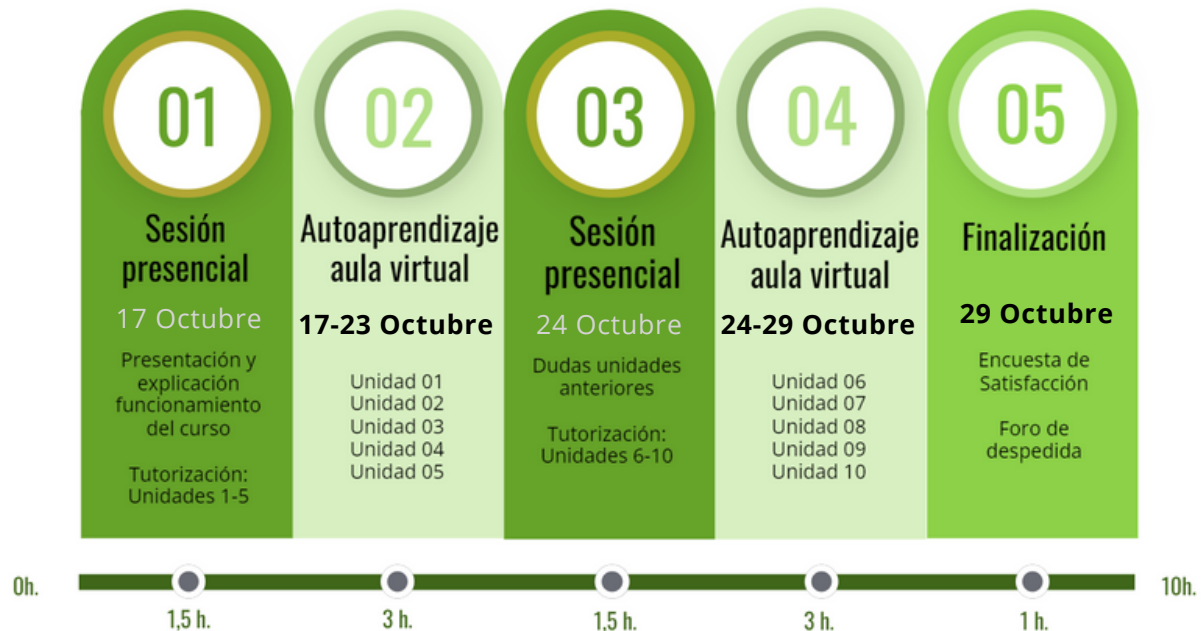 01
Sesión
presencial
17 Octubre
Presentación y
explicación
funcionamiento
del curso
Tutorización:
Unidades 1-5
02
Autoaprendizaje
aula virtual
17-23 Octubre
Unidad 01
Unidad 02
Unidad 03
Unidad 04
Unidad 05
03
Sesión
presencial
24 Octubre
Dudas unidades
anteriores
Tutorización:
Unidades 6-10
04
Autoaprendizaje
aula virtual
24-29 Octubre
Unidad 06
Unidad 07
Unidad 08
Unidad 09
Unidad 10
05
Finalización
29 Octubre
Encuesta de
Satisfacción
Foro de
despedida
0h.
1,5 h.
3 h.
1,5 h.
3 h.
1 h.
10h.